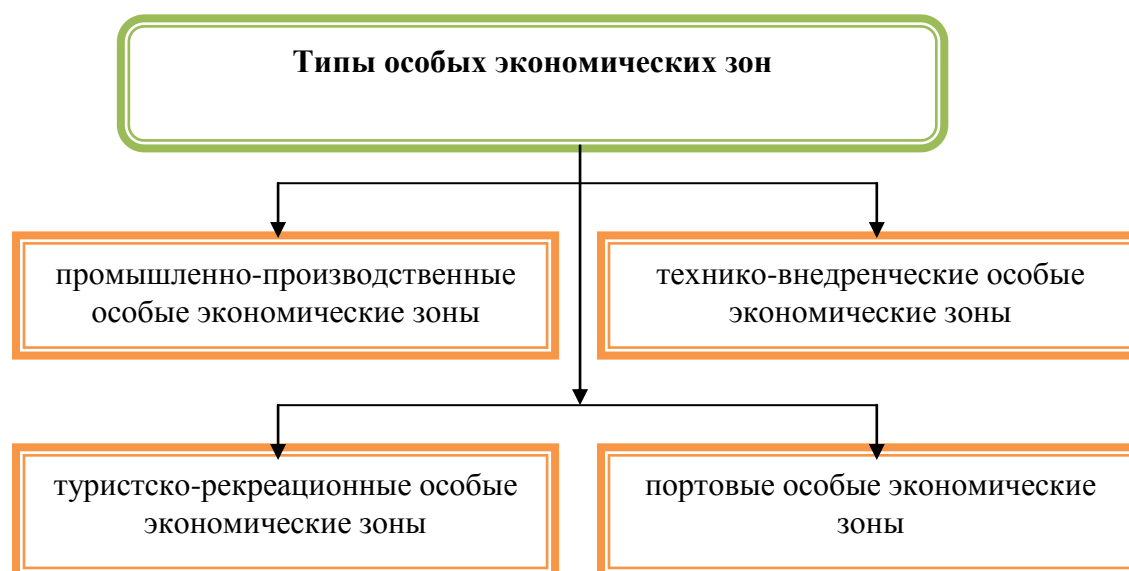 Типы особых экономических зон
промышленно-производственные
особые экономические зоны
технико-внедренческие особые
экономические зоны
туристско-рекреационные особые
экономические зоны
портовые особые экономические
зоны